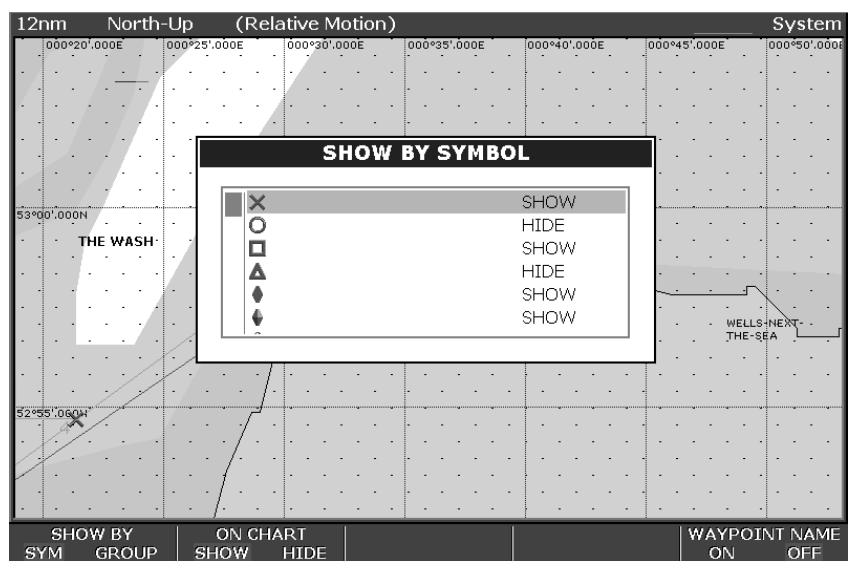 12nm North-Up (Relative Motion) System
000°20'.000E 000°25'.000E 000°30'.000E 000°35'.000E 000°40'.000E 000°45'.000E 000°50'.000E
SHOW BY SYMBOL
SHOW
HIDE
SHOW
HIDE
SHOW
SHOW
53°00'.000N
THE WASH
WELLS-NEXT-
THE-SEA
52°55'.000N
SHOW BY
SYM GROUP
ON CHART
SHOW HIDE
WAYPOINT NAME
ON OFF